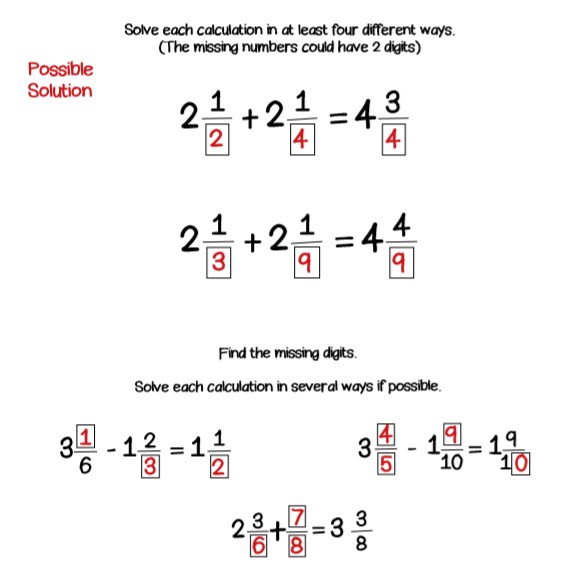 Solve each calculation in at least four different ways.
(The missing numbers could have 2 digits)
Possible
Solution
2 1/2 + 2 1/4 = 4 3/4
2 1/3 + 2 1/9 = 4 4/9
Find the missing digits.
Solve each calculation in several ways if possible.
3 1/6 - 1 2/3 = 1 1/2
3 4/5 - 1 9/10 = 1 9/10
2 3/6 + 7/8 = 3 3/8